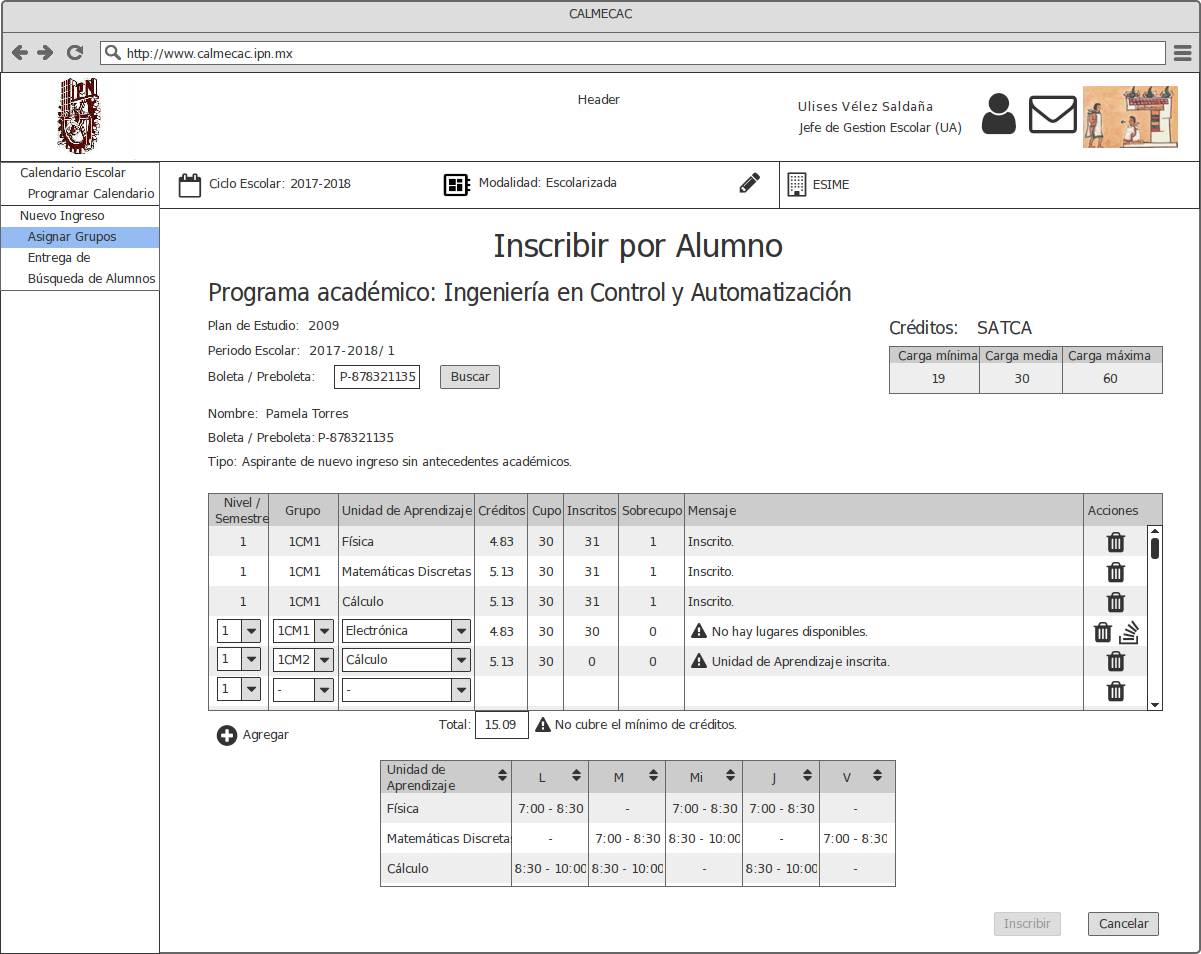 CALMECAC
http://www.calmecac.ipn.mx
IPN
Header
Ulises Vélez Saldaña
Jefe de Gestion Escolar (UA)
Calendario Escolar
Programar Calendario
Nuevo Ingreso
Asignar Grupos
Entrega de
Búsqueda de Alumnos
Ciclo Escolar: 2017-2018
Modalidad: Escolarizada
ESIME
Inscribir por Alumno
Programa académico: Ingeniería en Control y Automatización
Plan de Estudio: 2009
Periodo Escolar: 2017-2018/ 1
Boleta / Preboleta: P-878321135 Buscar
Créditos: SATCA
Carga mínima Carga media Carga máxima
19 30 60
Nombre: Pamela Torres
Boleta / Preboleta: P-878321135
Tipo: Aspirante de nuevo ingreso sin antecedentes académicos.
Nivel / Semestre Grupo Unidad de Aprendizaje Créditos Cupo Inscritos Sobrecupo Mensaje Acciones
1 1CM1 Física 4.83 30 31 1 Inscrito.
1 1CM1 Matemáticas Discretas 5.13 30 31 1 Inscrito.
1 1CM1 Cálculo 5.13 30 31 1 Inscrito.
1 1CM1 Electrónica 4.83 30 30 0 No hay lugares disponibles.
1 1CM2 Cálculo 5.13 30 0 0 Unidad de Aprendizaje inscrita.
1 - -
Total: 15.09 No cubre el mínimo de créditos.
Agregar
Unidad de Aprendizaje L M Mi J V
Física 7:00 - 8:30 - 7:00 - 8:30 7:00 - 8:30 -
Matemáticas Discreta - 7:00 - 8:30 8:30 - 10:00 - 7:00 - 8:30
Cálculo 8:30 - 10:00 8:30 - 10:00 - 8:30 - 10:00 -
Inscribir Cancelar